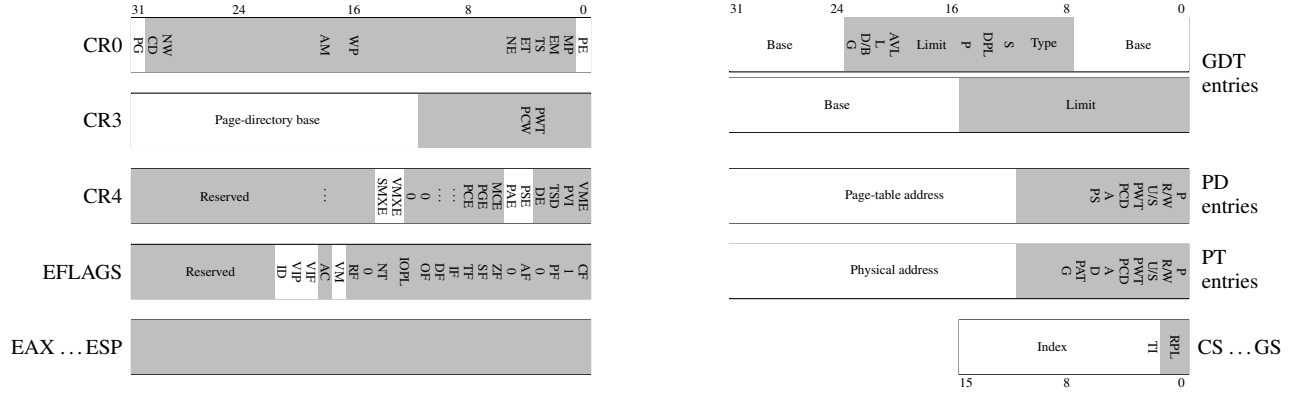 31 24 16 8 0
CR0 PG CD NW AM WP NE ET TS EM MP PE
CR3 Page-directory base PCW PWT
CR4 Reserved ... SMXE VMXE 0 0 ... ... PCE PGE MCE PAE PSE DE TSD PVI VME
EFLAGS Reserved ID VIP VIF AC VM RF 0 NT IOPL OF DF IF TF SF ZF 0 AF 0 PF 1 CF
EAX ... ESP
31 24 16 8 0
Base G D/B L AVL Limit P DPL S Type Base
GDT
entries
Base Limit
Page-table address PS A PCD PWT U/S R/W P
PD
entries
Physical address G PAT D A PCD PWT U/S R/W P
PT
entries
Index TI RPL CS ... GS
15 8 0